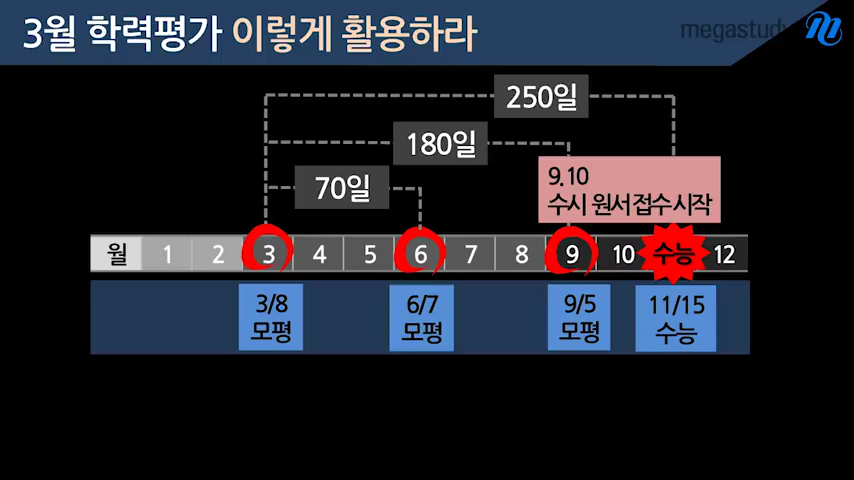 3월 학력평가 이렇게 활용하라
megastudy
250일
180일
70일
9.10
수시 원서접수시작
월 1 2 3 4 5 6 7 8 9 10 수능 12
3/8
모평
6/7
모평
9/5
모평
11/15
수능